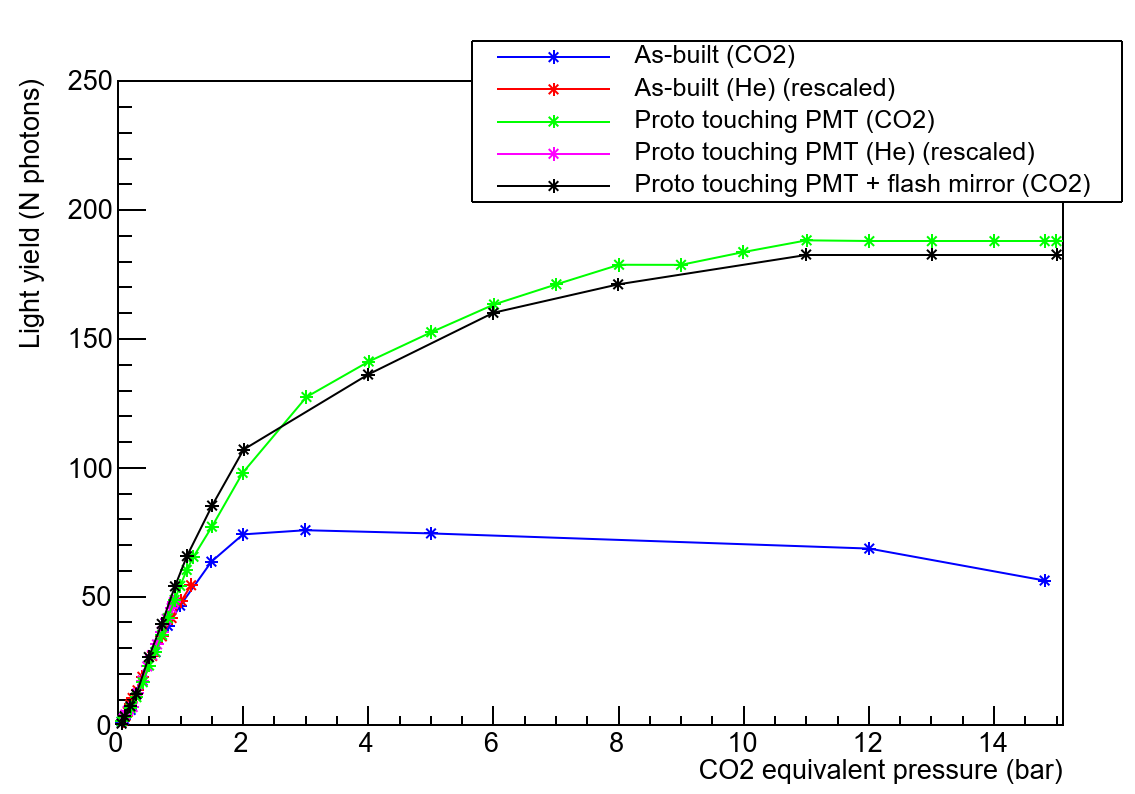 As-built (CO2)
As-built (He) (rescaled)
Proto touching PMT (CO2)
Proto touching PMT (He) (rescaled)
Proto touching PMT + flash mirror (CO2)
Light yield (N photons)
250
200
150
100
50
0
0 2 4 6 8 10 12 14
CO2 equivalent pressure (bar)